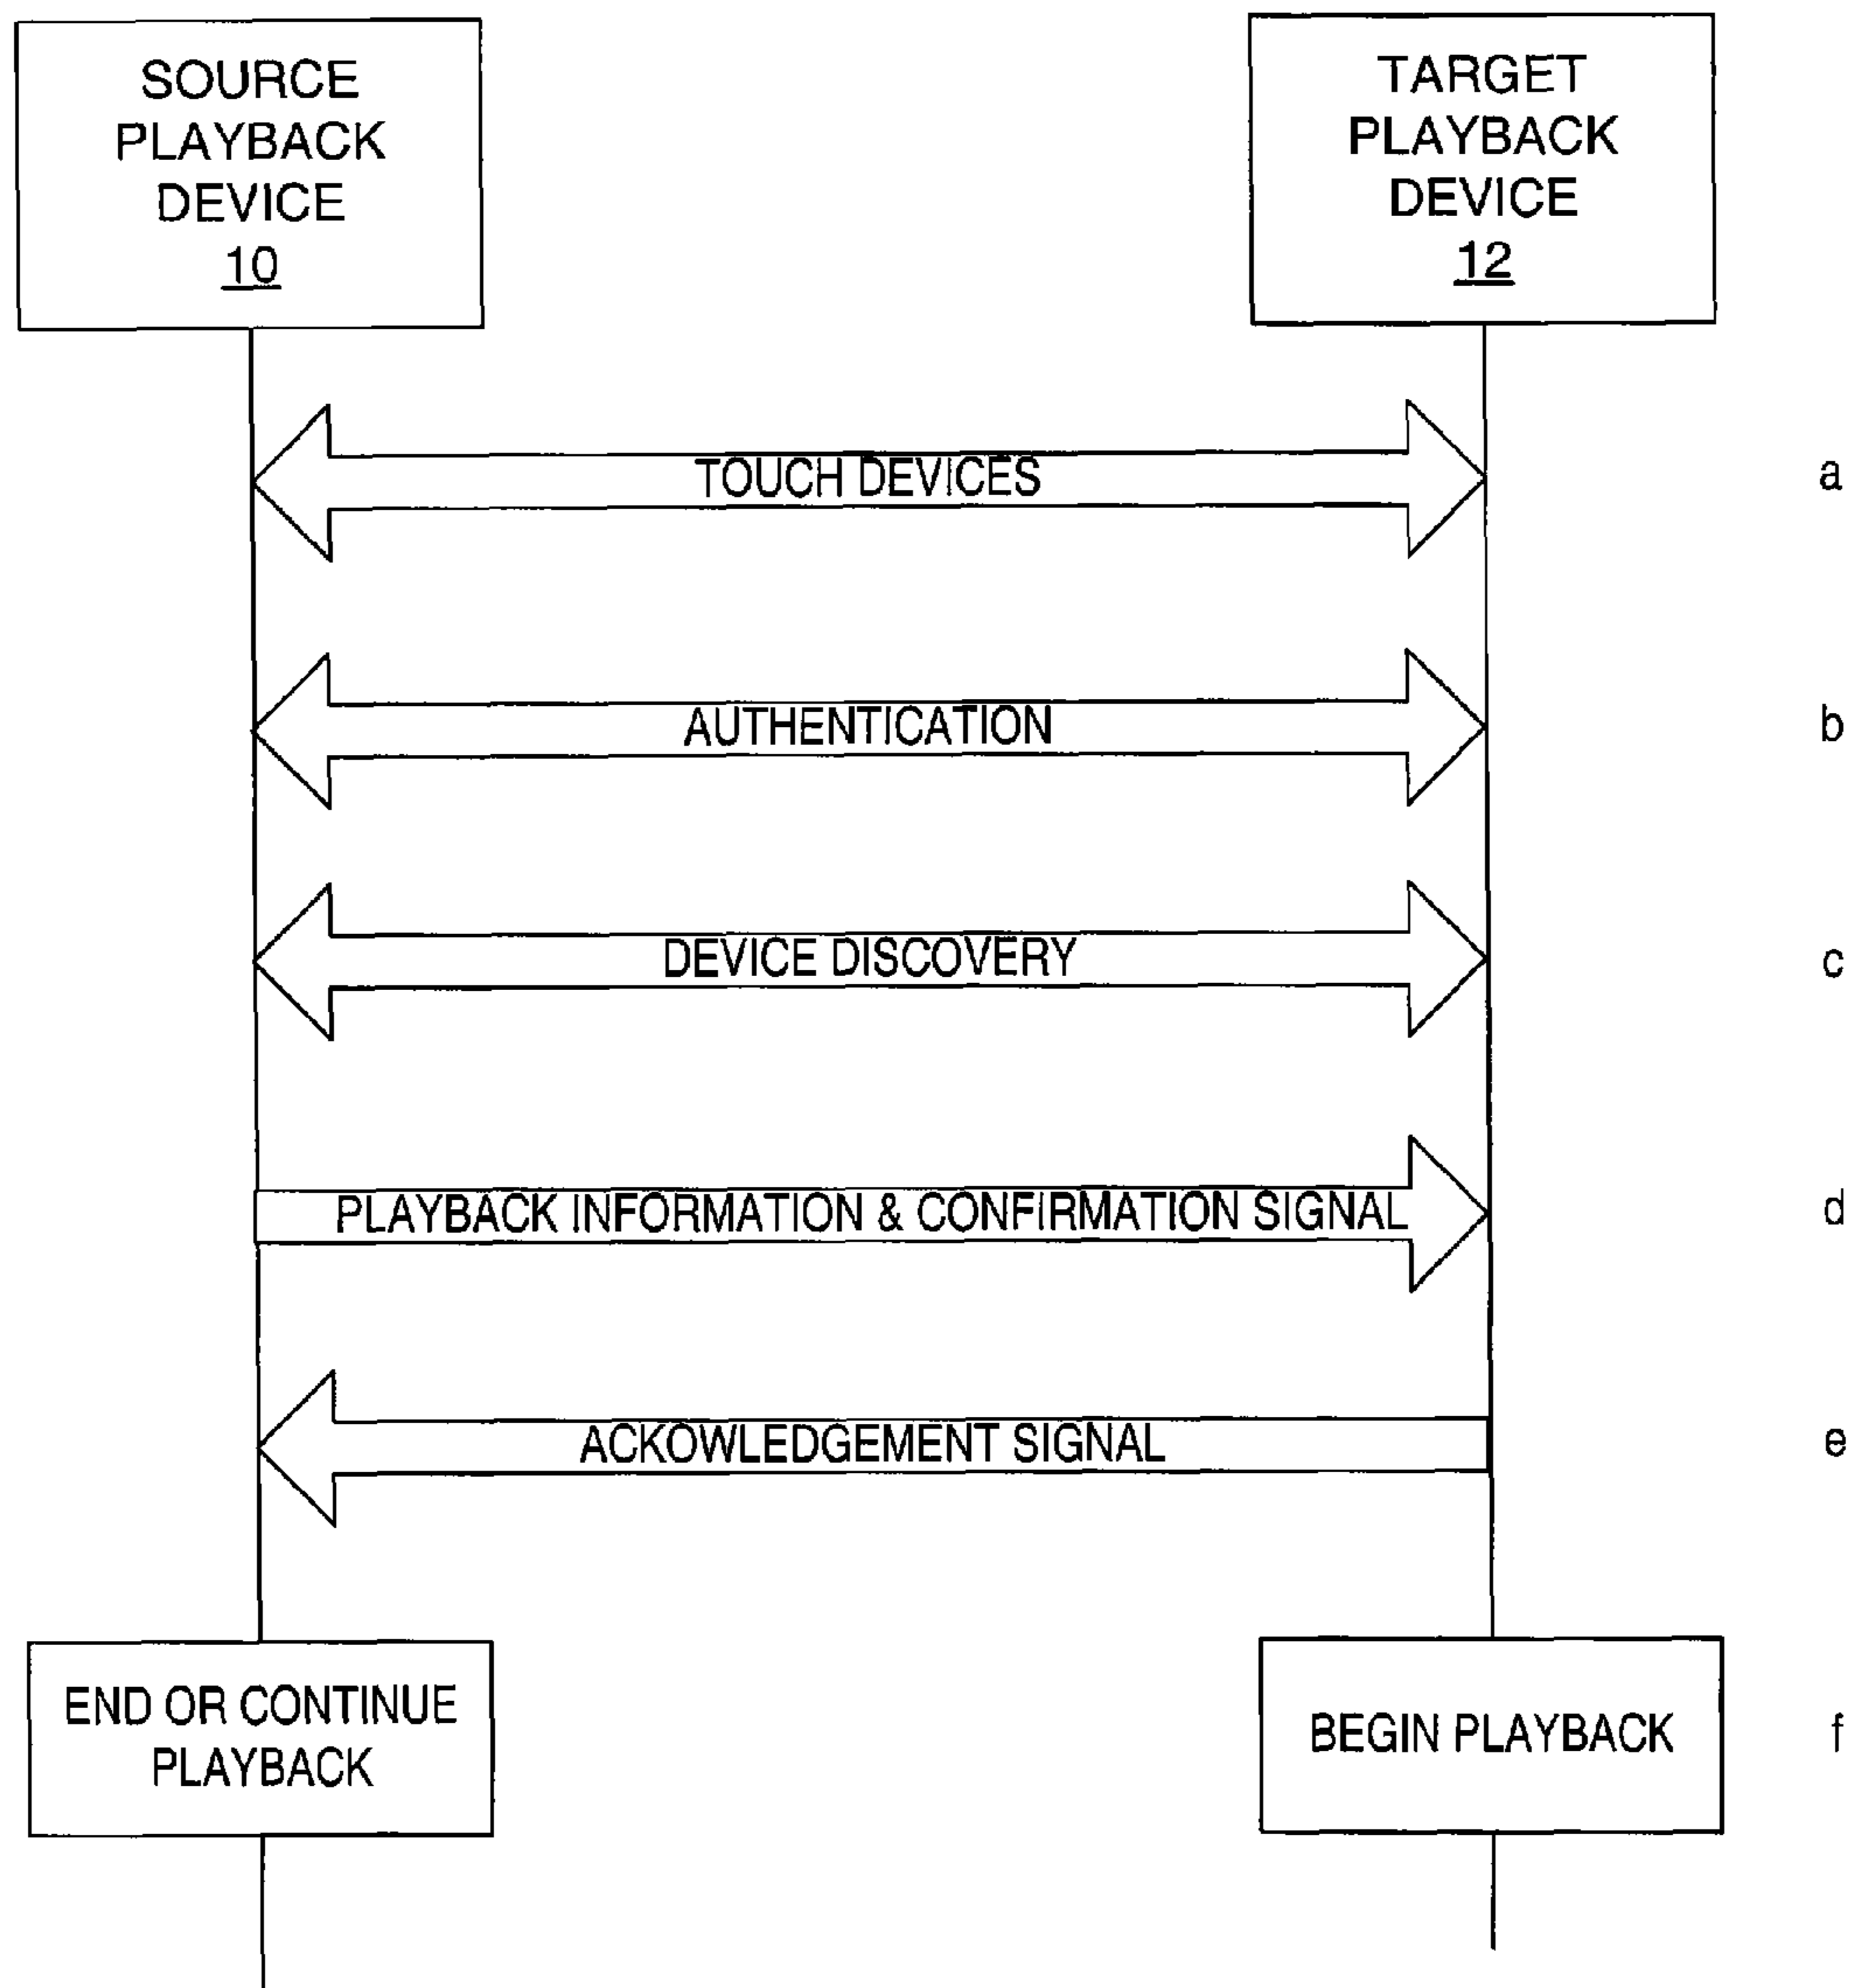 SOURCE
PLAYBACK
DEVICE
10
TARGET
PLAYBACK
DEVICE
12
TOUCH DEVICES
a
AUTHENTICATION
b
DEVICE DISCOVERY
c
PLAYBACK INFORMATION & CONFIRMATION SIGNAL
d
ACKOWLEDGEMENT SIGNAL
e
END OR CONTINUE
PLAYBACK
BEGIN PLAYBACK
f